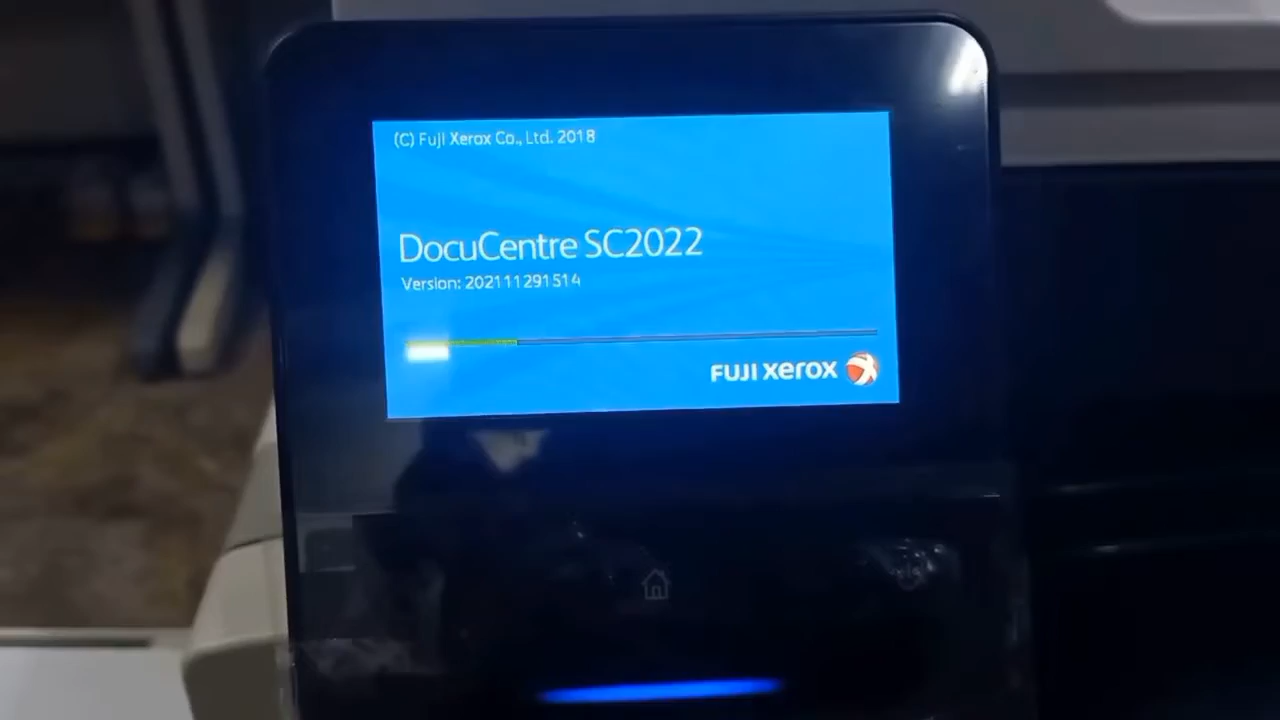 (C) Fuji Xerox Co., Ltd. 2018
DocuCentre SC2022
Version: 202111291514
FUJI xerox